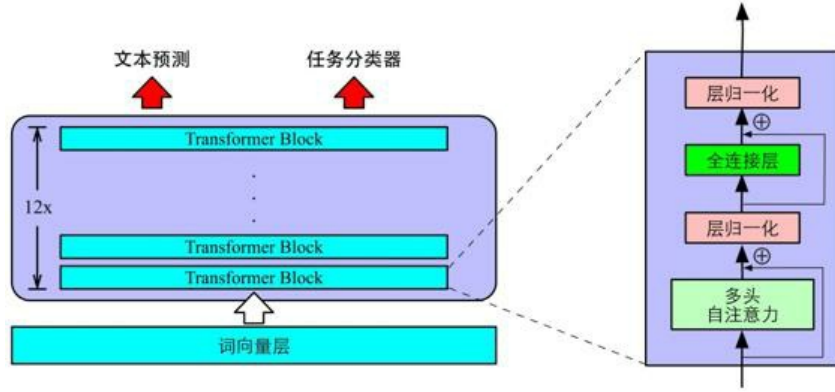 文本预测
任务分类器
Transformer Block
12x
Transformer Block
Transformer Block
词向量层
层归一化
全连接层
层归一化
多头
自注意力